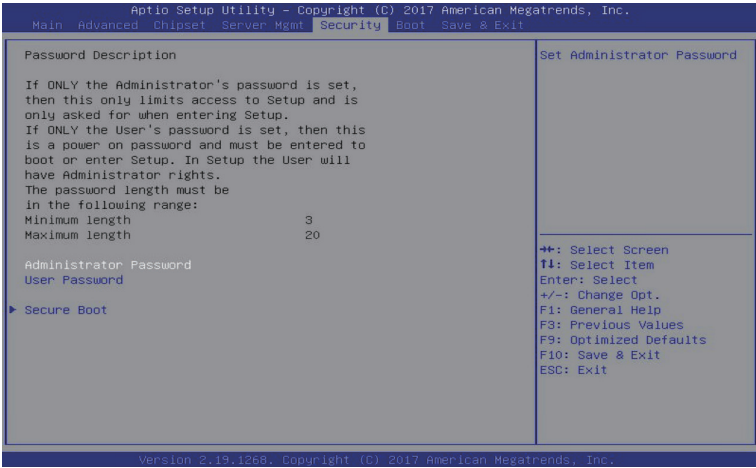 Aptio Setup Utility – Copyright (C) 2017 American Megatrends, Inc.
Main Advanced Chipset Server Mgmt Security Boot Save & Exit
Password Description
If ONLY the Administrator's password is set,
then this only limits access to Setup and is
only asked for when entering Setup.
If ONLY the User's password is set, then this
is a power on password and must be entered to
boot or enter Setup. In Setup the User will
have Administrator rights.
The password length must be
in the following range:
Minimum length 3
Maximum length 20
Administrator Password
User Password
▶ Secure Boot
Set Administrator Password
→←: Select Screen
↑↓: Select Item
Enter: Select
+/-: Change Opt.
F1: General Help
F3: Previous Values
F9: Optimized Defaults
F10: Save & Exit
ESC: Exit
Version 2.19.1268. Copyright (C) 2017 American Megatrends, Inc.